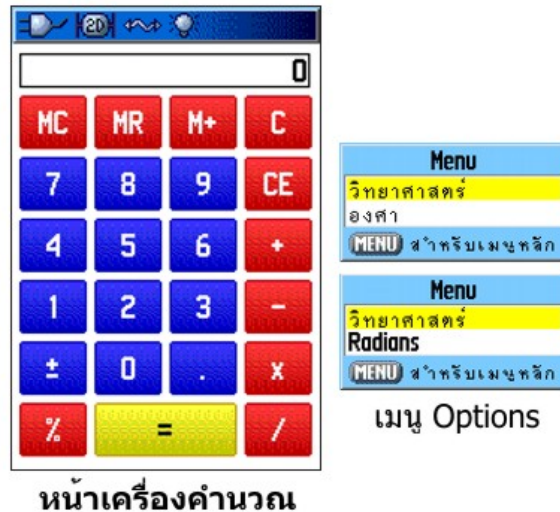 2D
0
MC MR M+ C
7 8 9 CE
4 5 6 +
1 2 3 -
± 0 . x
% = /
หน้าเครื่องคำนวณ
Menu
วิทยาศาสตร์
องศา
MENU สำหรับเมนูหลัก
Menu
วิทยาศาสตร์
Radians
MENU สำหรับเมนูหลัก
เมนู Options